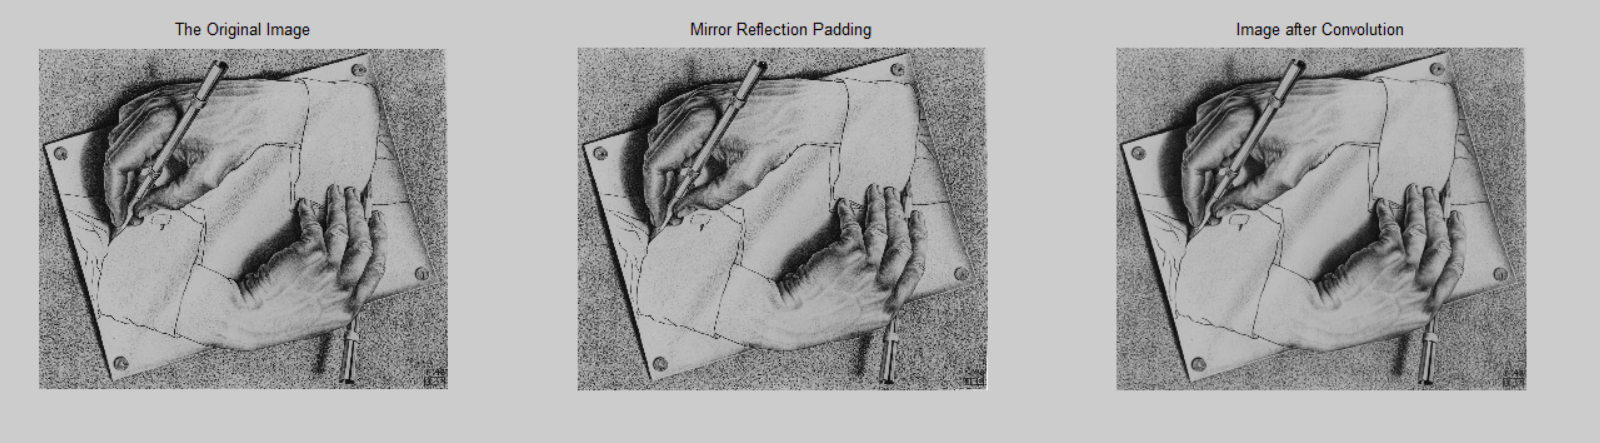 The Original Image
Mirror Reflection Padding
Image after Convolution